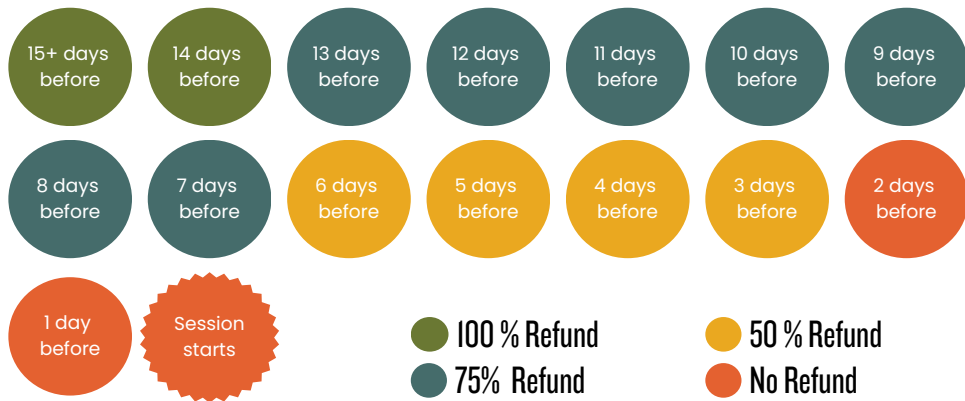 15+ days
before
14 days
before
13 days
before
12 days
before
11 days
before
10 days
before
9 days
before
8 days
before
7 days
before
6 days
before
5 days
before
4 days
before
3 days
before
2 days
before
1 day
before
Session
starts
100 % Refund
50 % Refund
75% Refund
No Refund